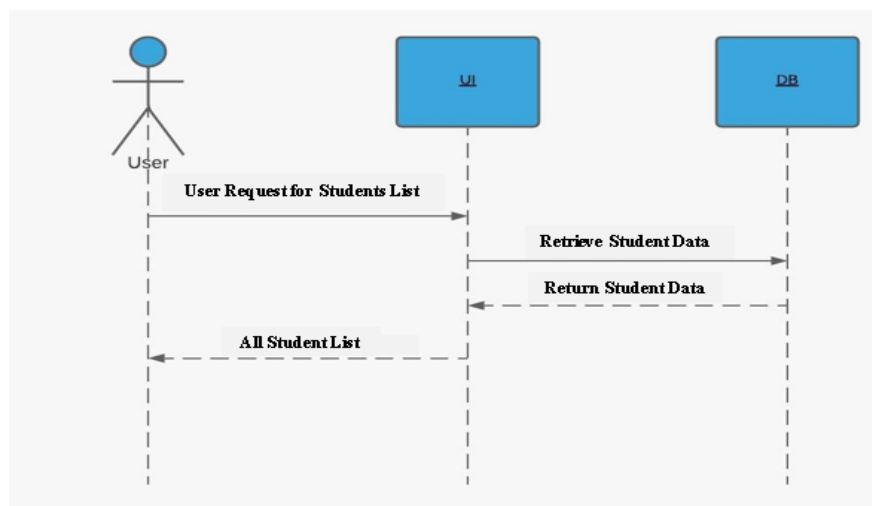 UI
DB
User
User Request for Students List
Retrieve Student Data
Return Student Data
All Student List